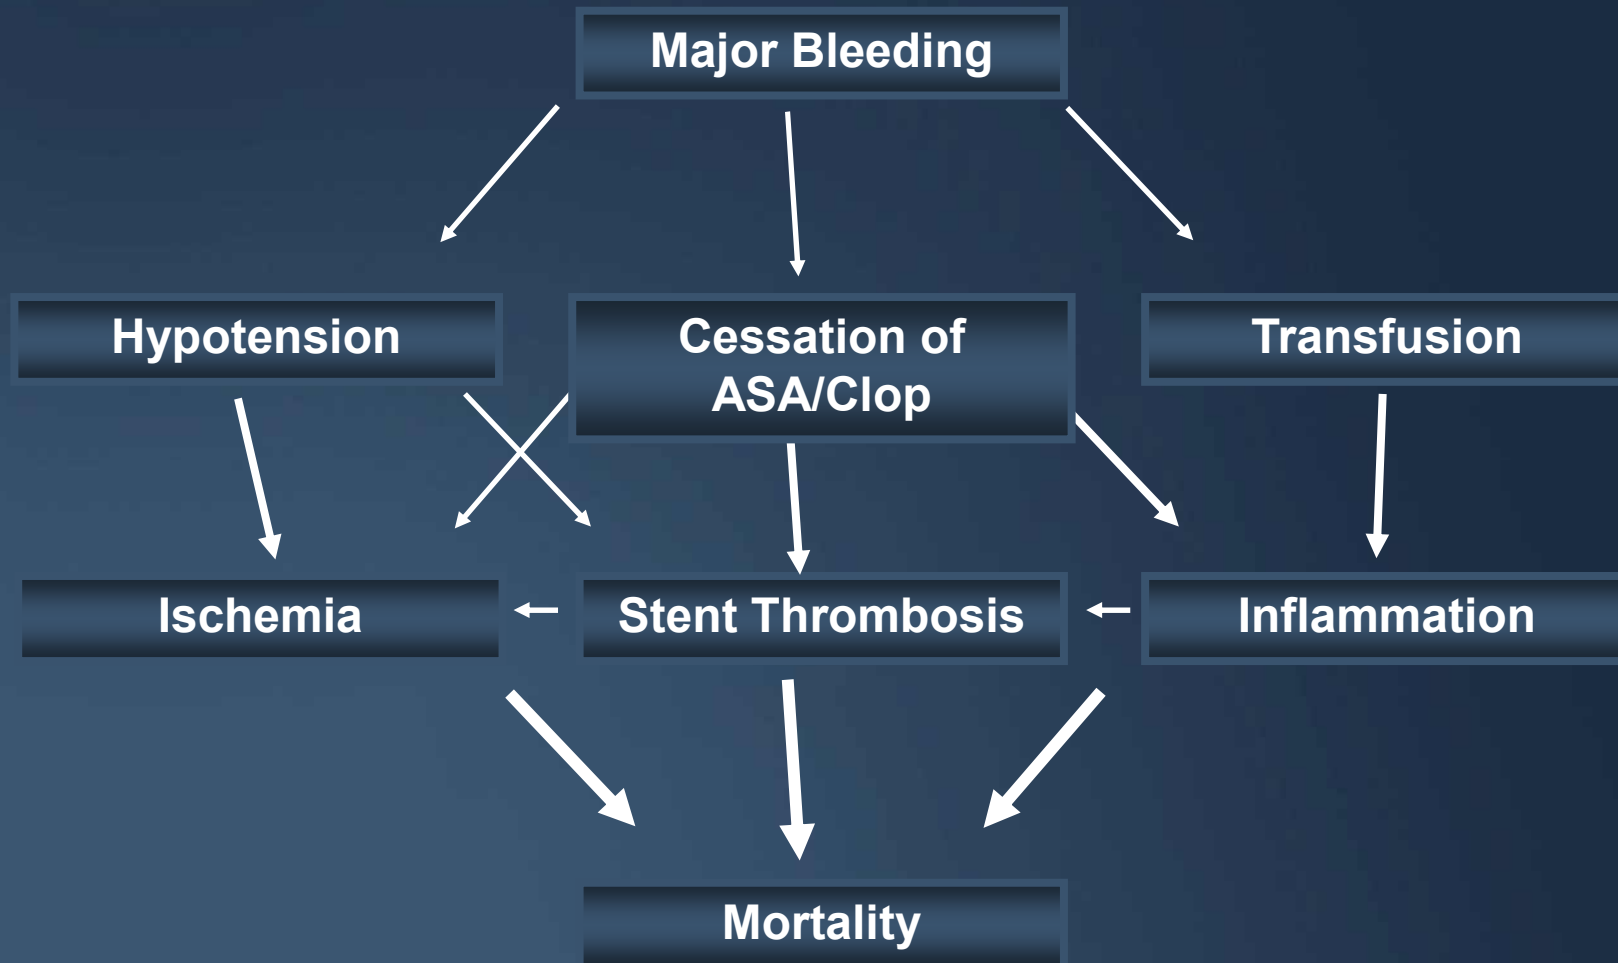 Major Bleeding
Hypotension
Cessation of
ASA/Clop
Transfusion
Ischemia
Stent Thrombosis
Inflammation
Mortality